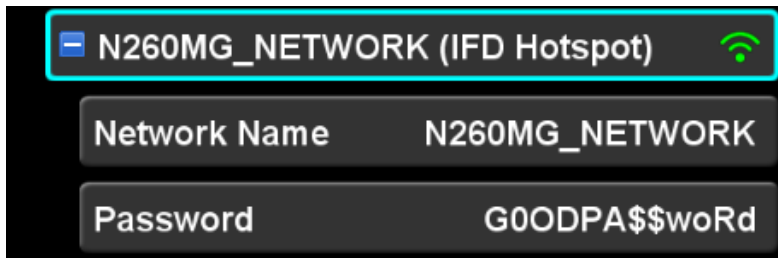 N260MG_NETWORK (IFD Hotspot)
Network Name N260MG_NETWORK
Password G0ODPA$$woRd